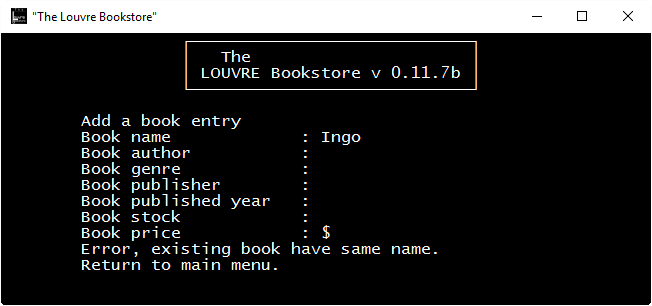 "The Louvre Bookstore"
The
LOUVRE Bookstore v 0.11.7b
Add a book entry
Book name : Ingo
Book author :
Book genre :
Book publisher :
Book published year :
Book stock :
Book price : $
Error, existing book have same name.
Return to main menu.